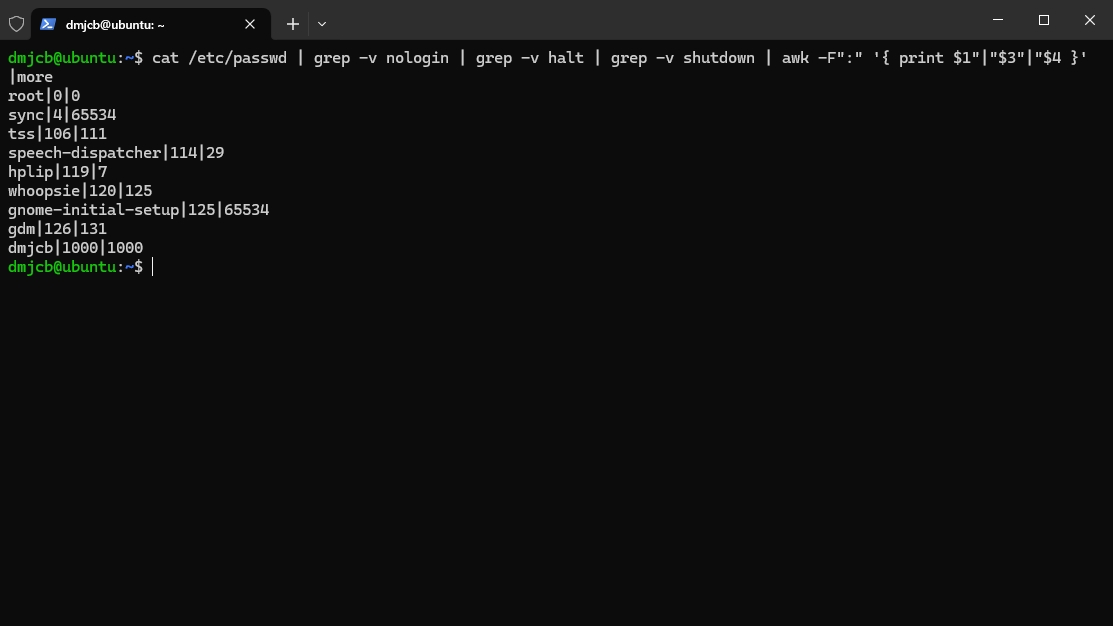 dmjcb@ubuntu: ~
dmjcb@ubuntu:~$ cat /etc/passwd | grep -v nologin | grep -v halt | grep -v shutdown | awk -F":" '{ print $1"|"$3"|"$4 }'
|more
root|0|0
sync|4|65534
tss|106|111
speech-dispatcher|114|29
hplip|119|7
whoopsie|120|125
gnome-initial-setup|125|65534
gdm|126|131
dmjcb|1000|1000
dmjcb@ubuntu:~$